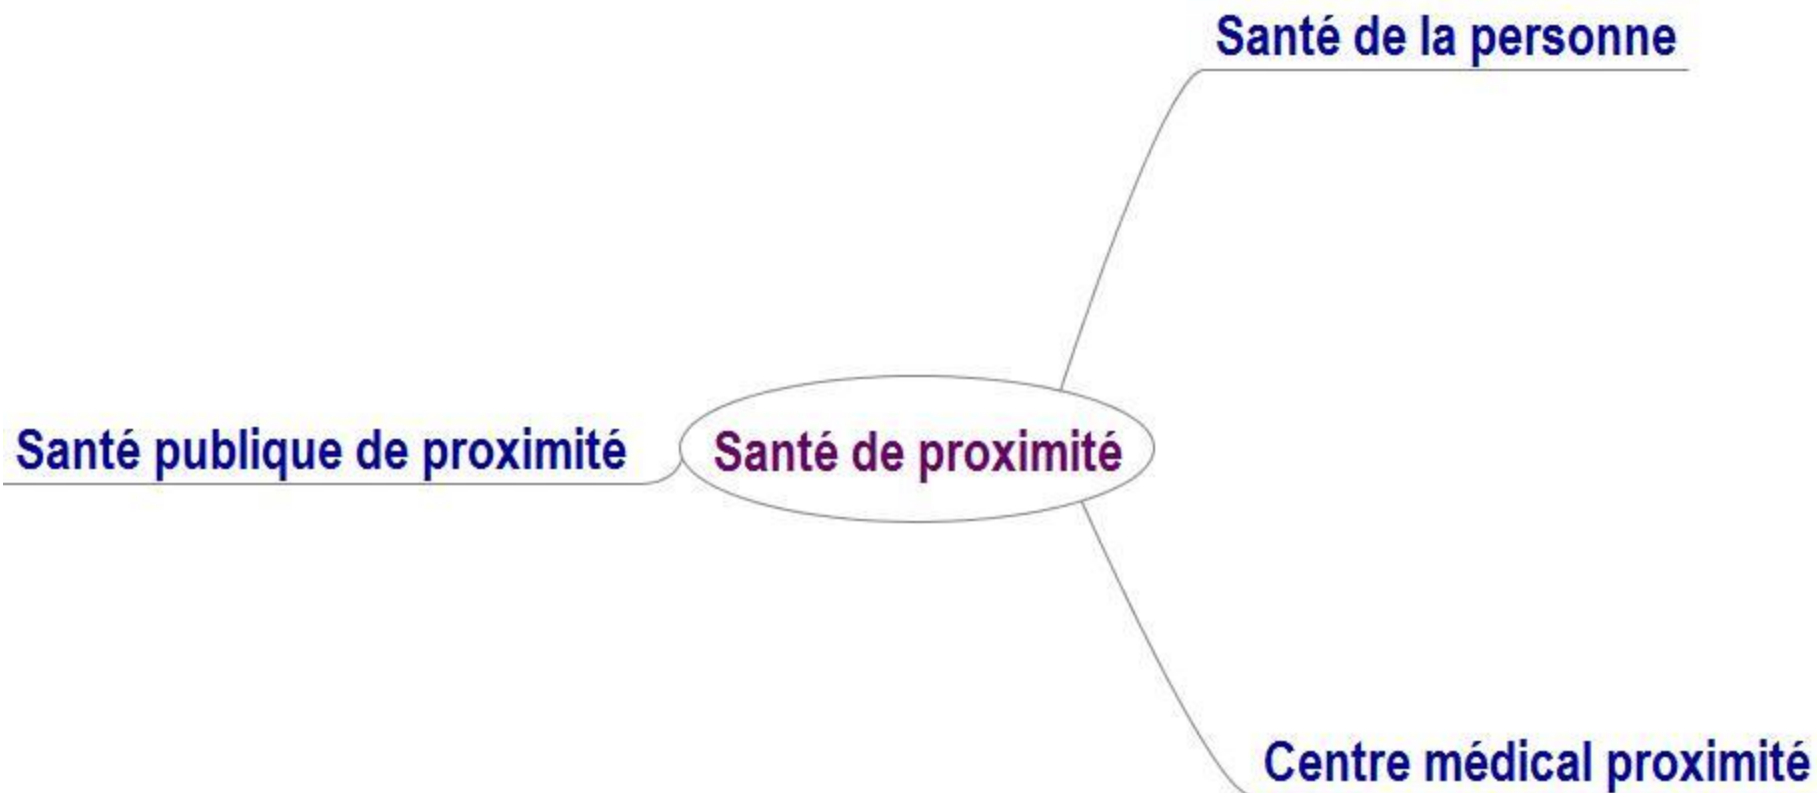 Santé de la personne
Santé publique de proximité
Santé de proximité
Centre médical proximité